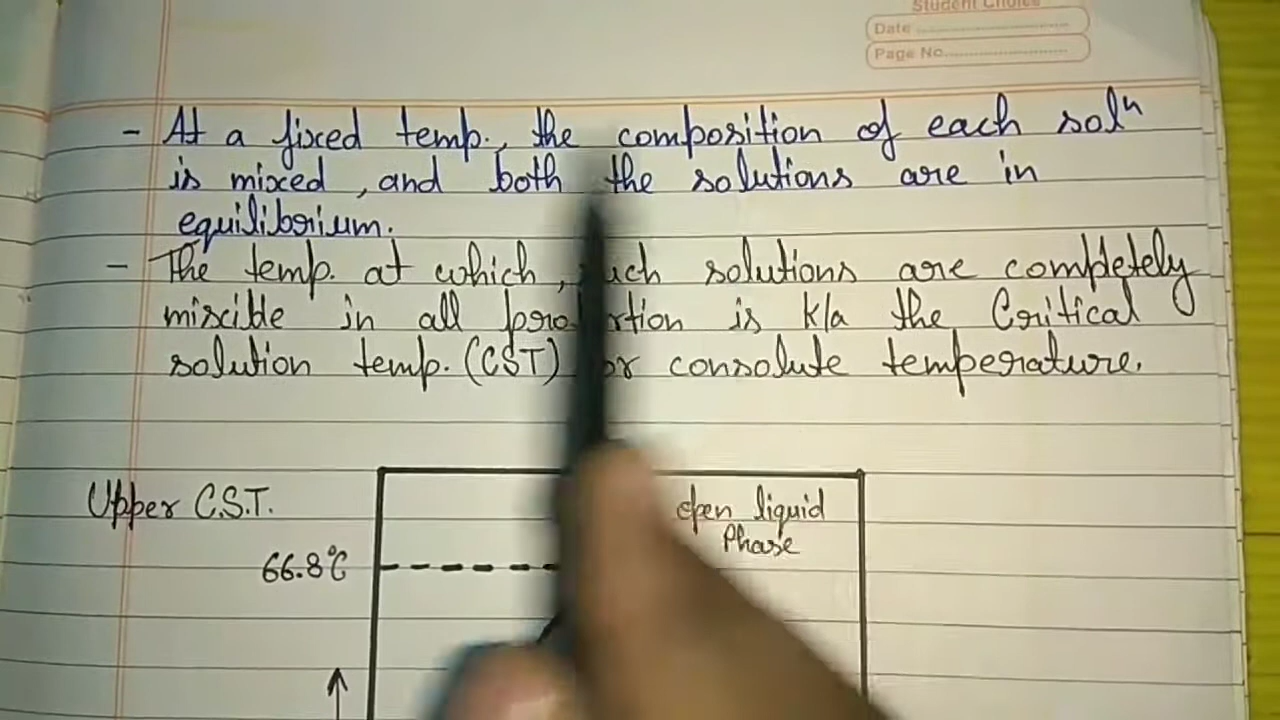 Student Choice
Date
Page No.
- At a fixed temp., the composition of each solⁿ
is mixed, and both the solutions are in
equilibrium.
- The temp. at which, solutions are completely
miscible in all is k/a the Critical
solution temp. (CST) or consolute temperature.
Upper C.S.T.
open liquid
Phase
66.8°C